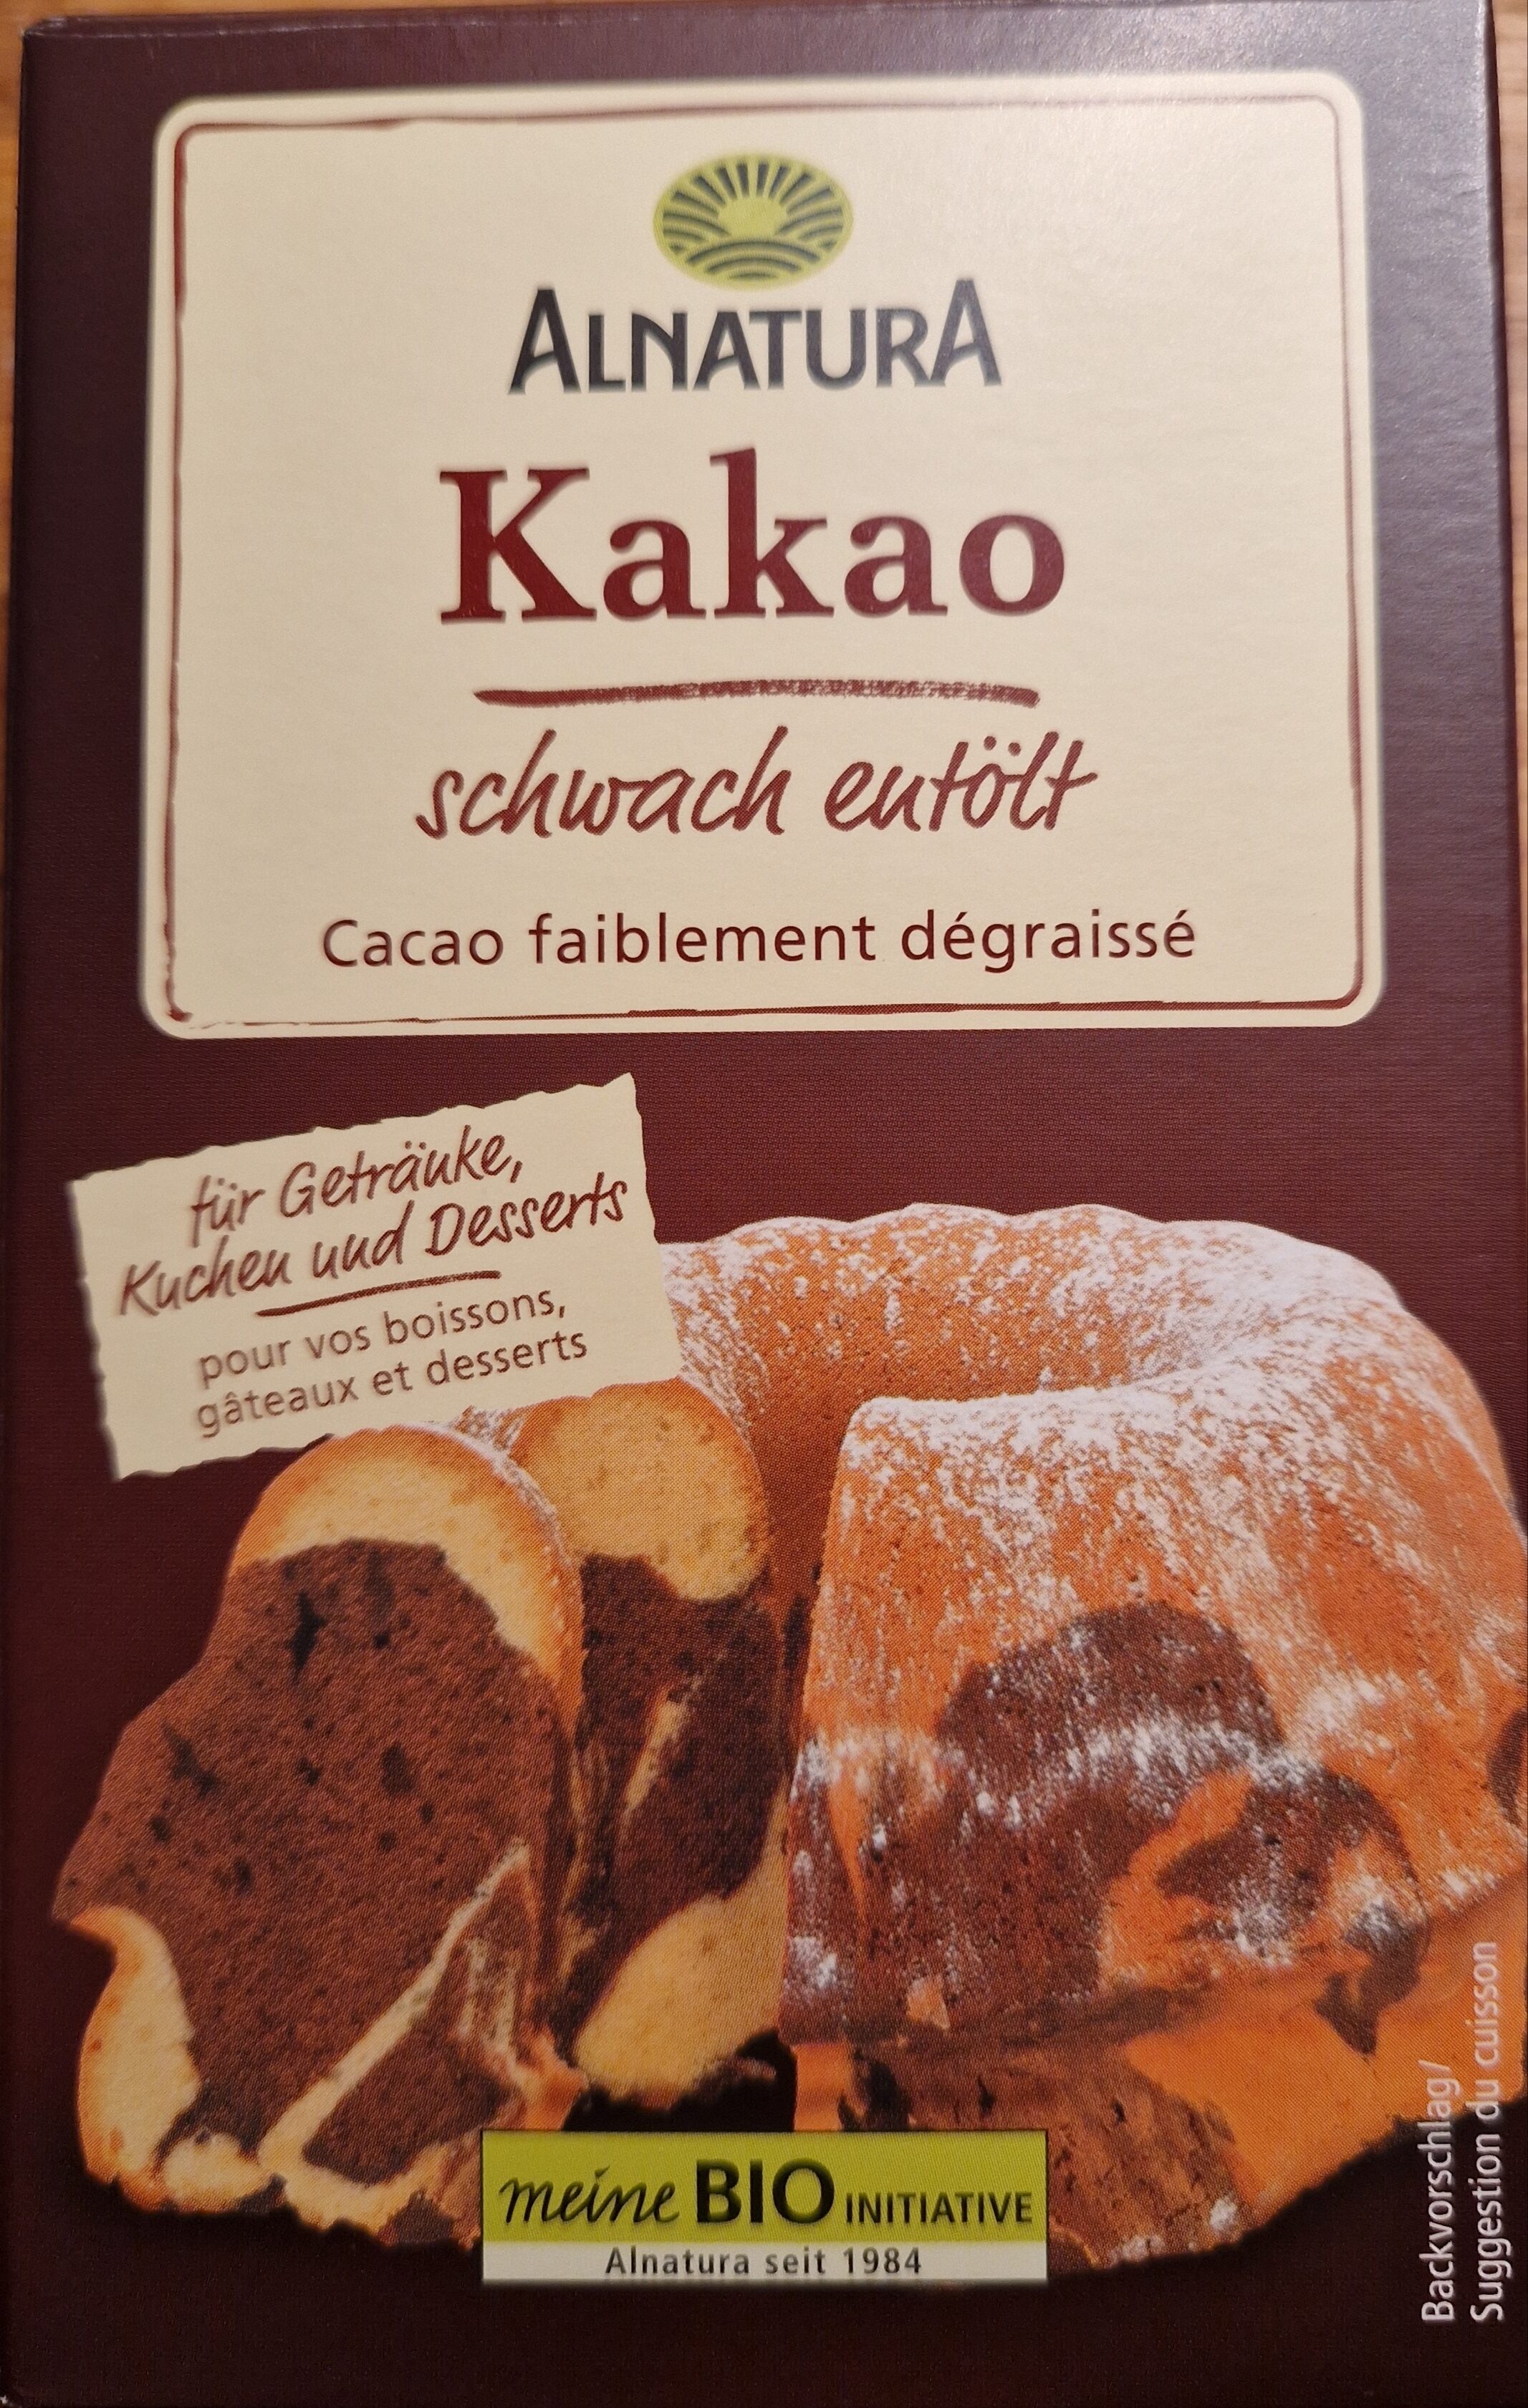 ALNATURA
Kakao
schwach entölt
Cacao faiblement dégraissé
für Getränke,
Kuchen und Desserts
pour vos boissons,
gâteaux et desserts
meine BIO INITIATIVE
Alnatura seit 1984
Backvorschlag/
Suggestion du cuisson